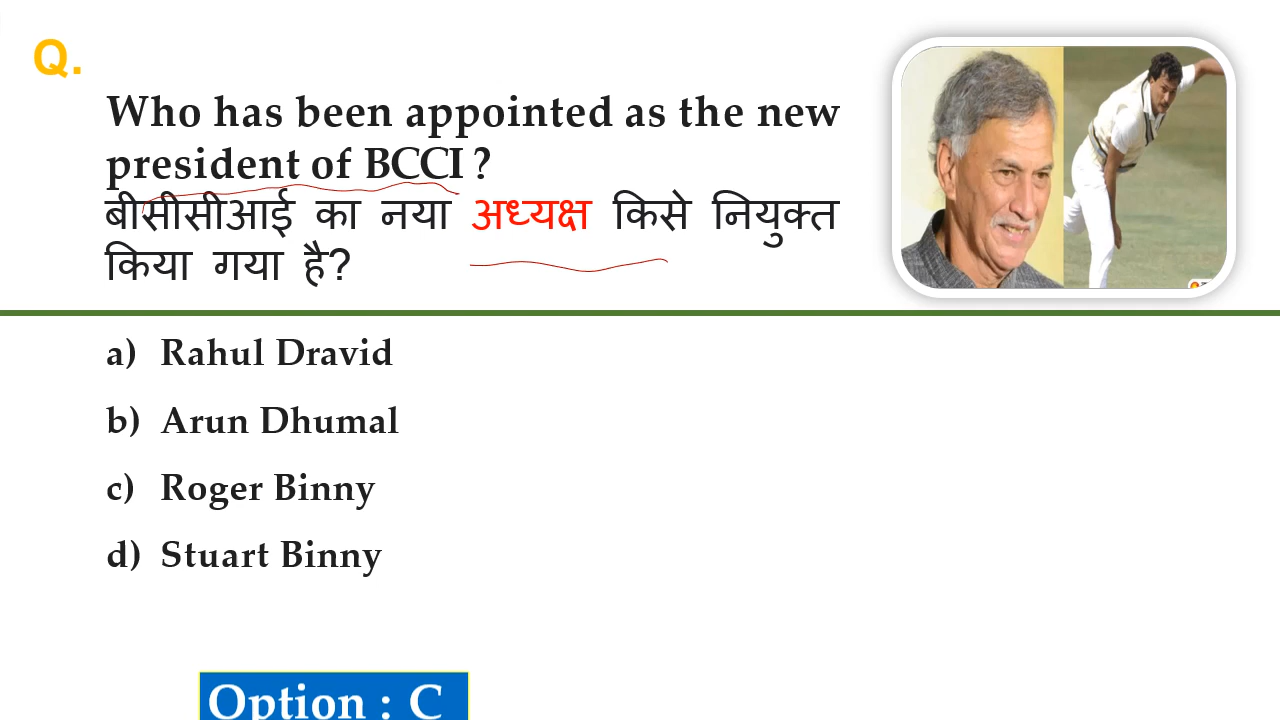 Q.
Who has been appointed as the new
president of BCCI ?
बीसीसीआई का नया अध्यक्ष किसे नियुक्त
किया गया है?
a) Rahul Dravid
b) Arun Dhumal
c) Roger Binny
d) Stuart Binny
Option : C